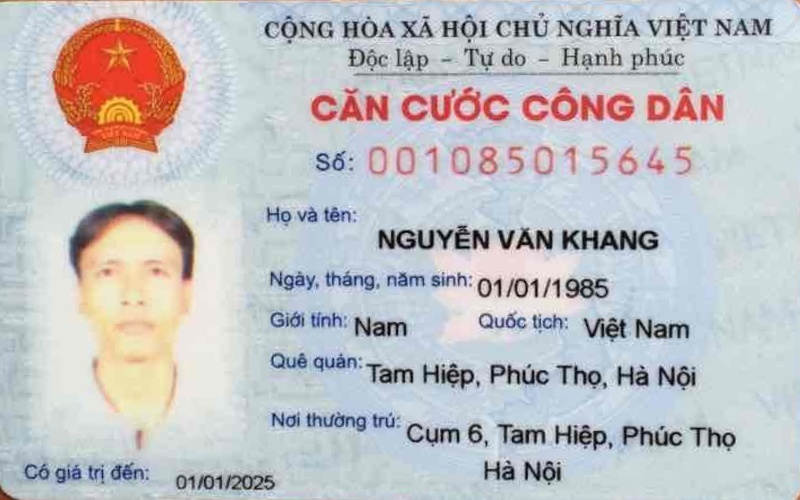 CỘNG HÒA XÃ HỘI CHỦ NGHĨA VIỆT NAM
Độc lập - Tự do - Hạnh phúc
CĂN CƯỚC CÔNG DÂN
Số: 001085015645
Họ và tên:
NGUYỄN VĂN KHANG
Ngày, tháng, năm sinh: 01/01/1985
Giới tính: Nam Quốc tịch: Việt Nam
Quê quán: Tam Hiệp, Phúc Thọ, Hà Nội
Nơi thường trú: Cụm 6, Tam Hiệp, Phúc Thọ
Hà Nội
Có giá trị đến: 01/01/2025